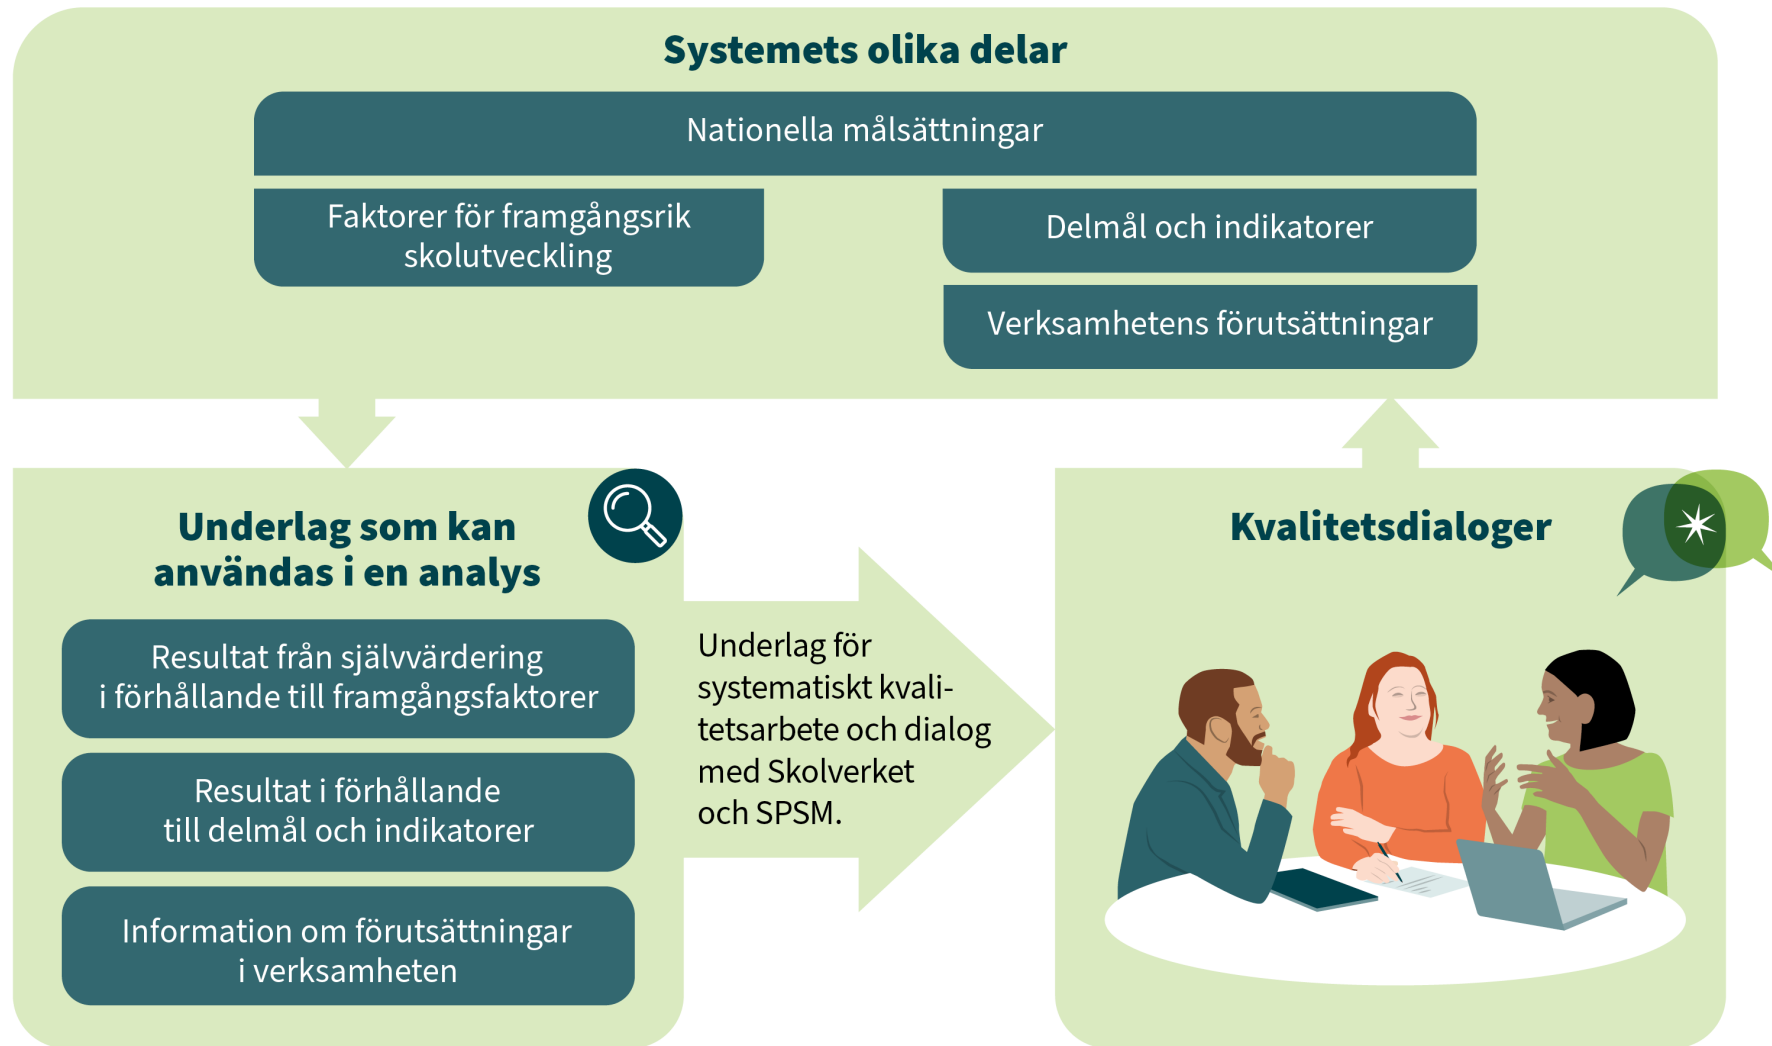 Systemets olika delar
Nationella målsättningar
Faktorer för framgångsrik
skolutveckling
Delmål och indikatorer
Verksamhetens förutsättningar
Underlag som kan
användas i en analys
Resultat från självvärdering
i förhållande till framgångsfaktorer
Resultat i förhållande
till delmål och indikatorer
Information om förutsättningar
i verksamheten
Underlag för
systematiskt kvali-
tetsarbete och dialog
med Skolverket
och SPSM.
Kvalitetsdialoger